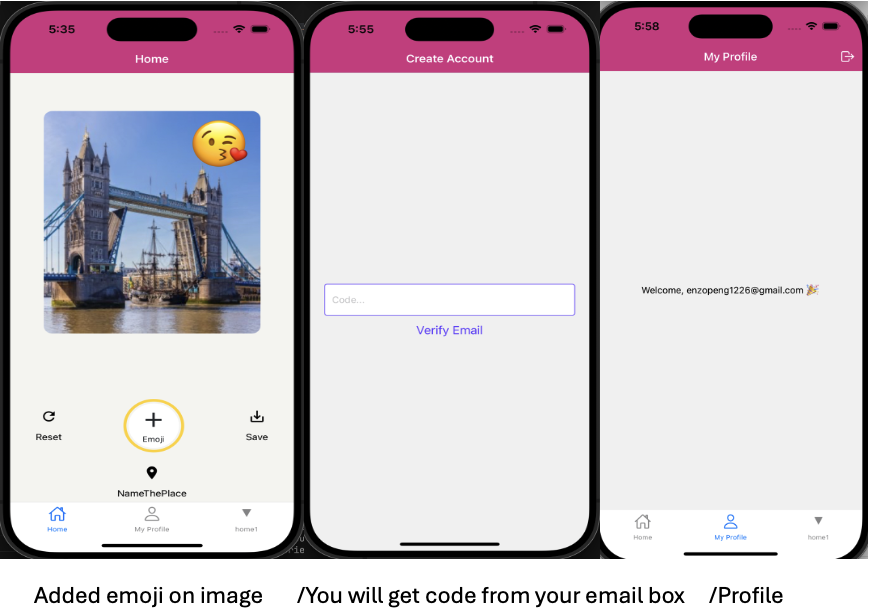 5:35
Home
Reset
Emoji
Save
NameThePlace
Home
My Profile
home1
5:55
Create Account
Code...
Verify Email
5:58
My Profile
Welcome, enzopeng1226@gmail.com 🎉
Home
My Profile
home1
Added emoji on image /You will get code from your email box /Profile